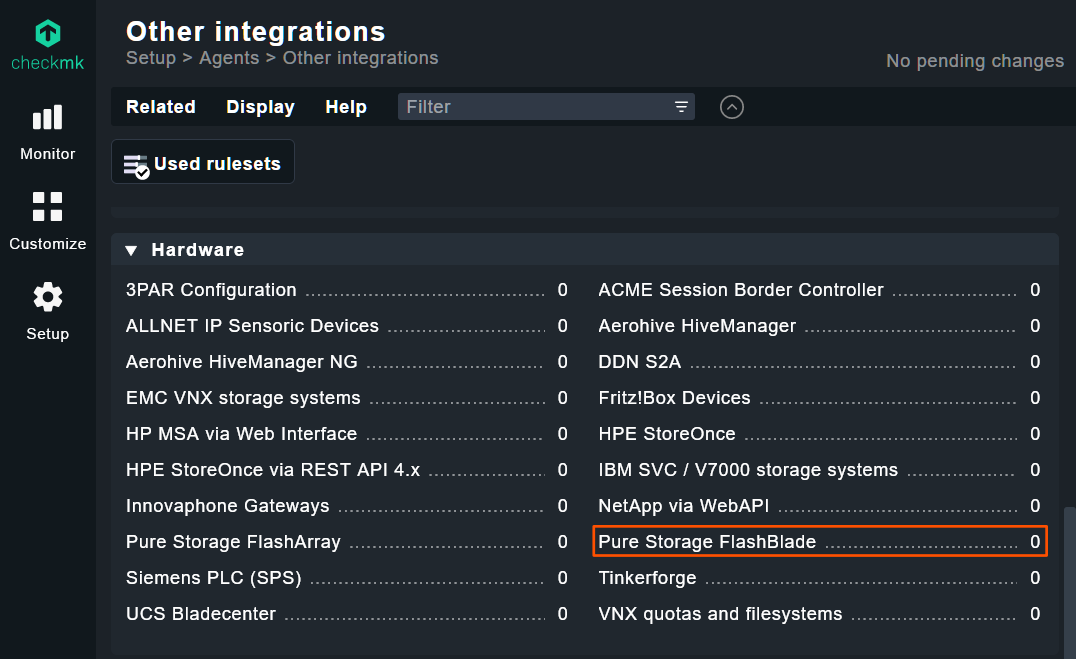 Other integrations
checkmk
Setup > Agents > Other integrations
No pending changes
Related Display Help Filter
Monitor
Used rulesets
Customize
Hardware
3PAR Configuration 0 ACME Session Border Controller 0
Setup
ALLNET IP Sensoric Devices 0 Aerohive HiveManager 0
Aerohive HiveManager NG 0 DDN S2A 0
EMC VNX storage systems 0 Fritz!Box Devices 0
HP MSA via Web Interface 0 HPE StoreOnce 0
HPE StoreOnce via REST API 4.x 0 IBM SVC / V7000 storage systems 0
Innovaphone Gateways 0 NetApp via WebAPI 0
Pure Storage FlashArray 0 Pure Storage FlashBlade 0
Siemens PLC (SPS) 0 Tinkerforge 0
UCS Bladecenter 0 VNX quotas and filesystems 0